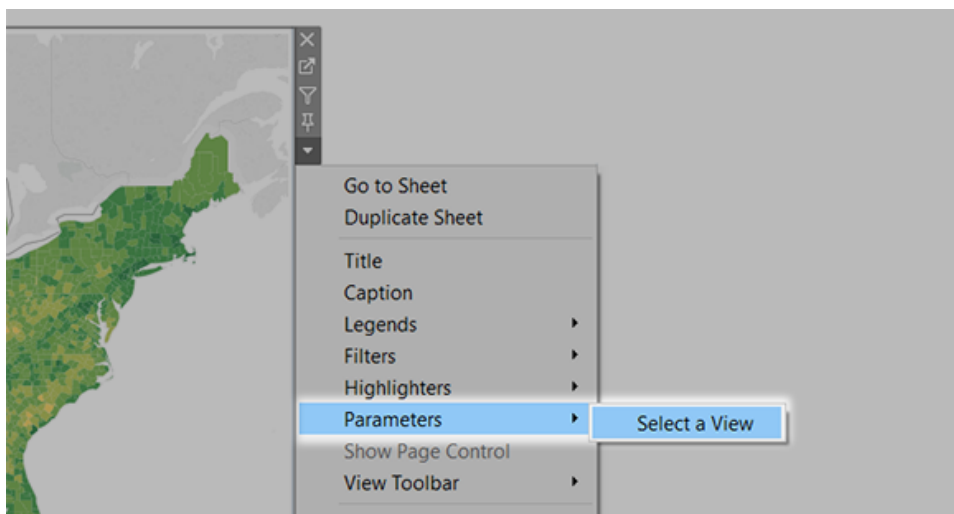 Go to Sheet
Duplicate Sheet
Title
Caption
Legends
Filters
Highlighters
Parameters
Select a View
Show Page Control
View Toolbar